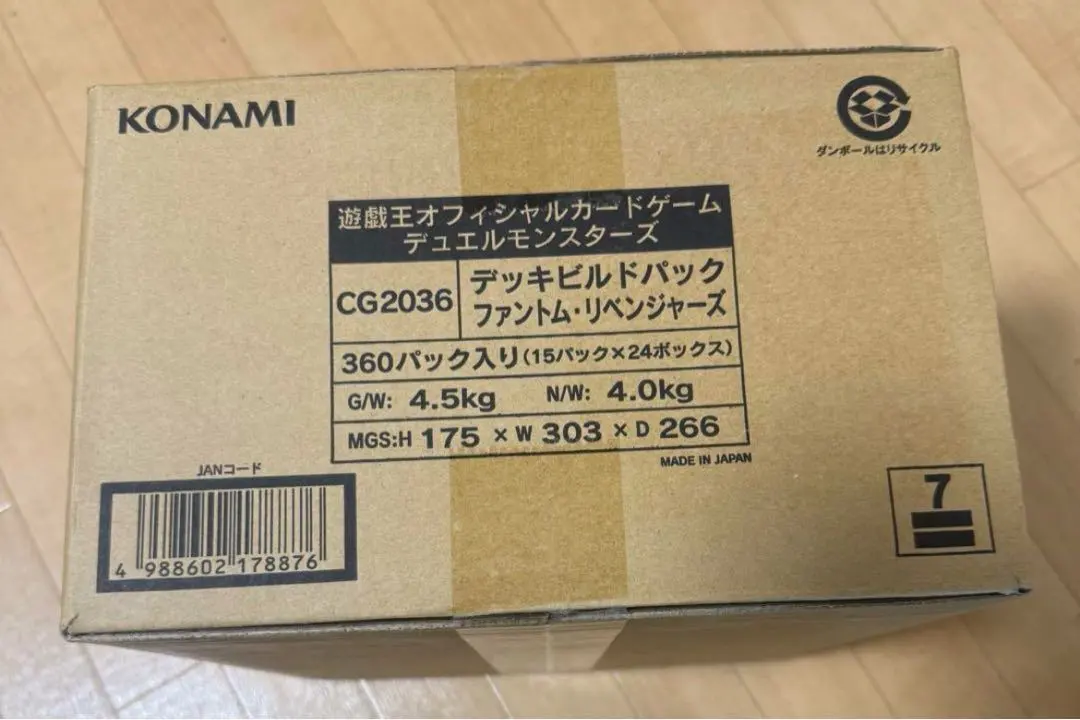 KONAMI
ダンボールはリサイクル
遊戯王オフィシャルカードゲーム
デュエルモンスターズ
CG2036
デッキビルドパック
ファントム・リベンジャーズ
360パック入り(15パック×24ボックス)
G/W: 4.5kg N/W: 4.0kg
MGS:H 175 × W 303 × D 266
MADE IN JAPAN
JANコード
4 988602 178876
7